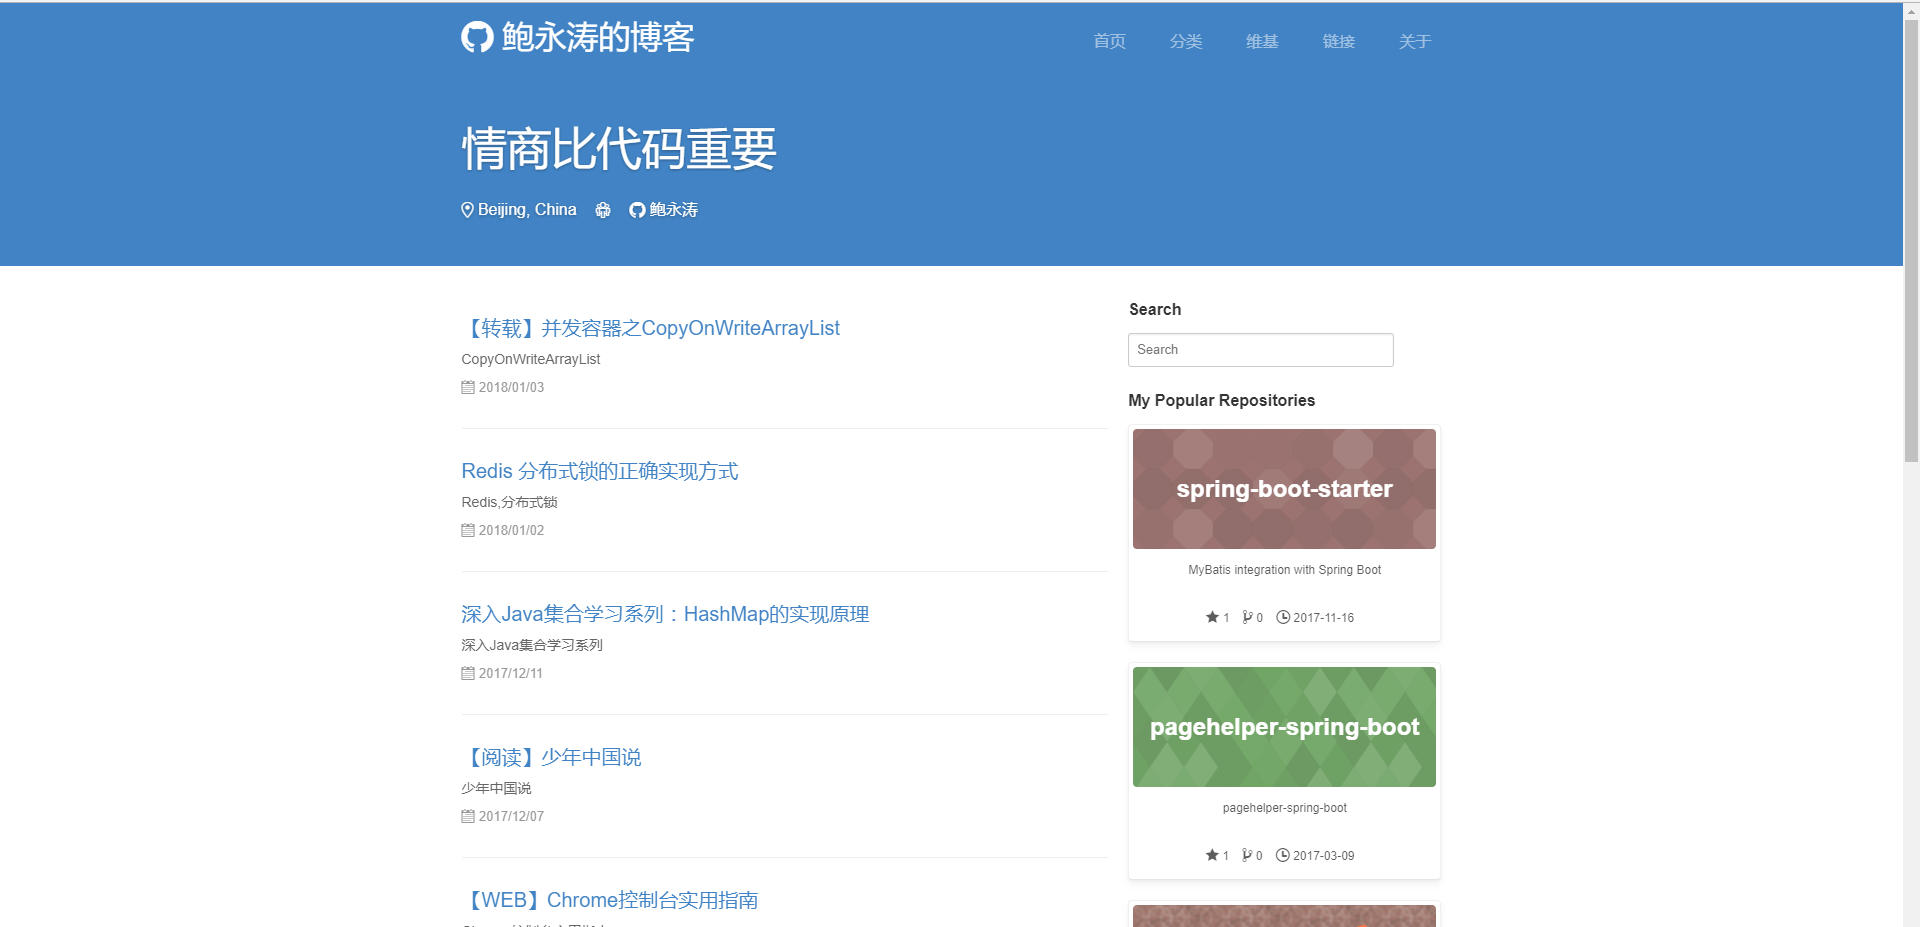 鲍永涛的博客
首页 分类 维基 链接 关于
情商比代码重要
Beijing, China 鲍永涛
【转载】并发容器之CopyOnWriteArrayList
CopyOnWriteArrayList
2018/01/03
Redis 分布式锁的正确实现方式
Redis,分布式锁
2018/01/02
深入Java集合学习系列：HashMap的实现原理
深入Java集合学习系列
2017/12/11
【阅读】少年中国说
少年中国说
2017/12/07
【WEB】Chrome控制台实用指南
Search
Search
My Popular Repositories
spring-boot-starter
MyBatis integration with Spring Boot
1 0 2017-11-16
pagehelper-spring-boot
pagehelper-spring-boot
1 0 2017-03-09